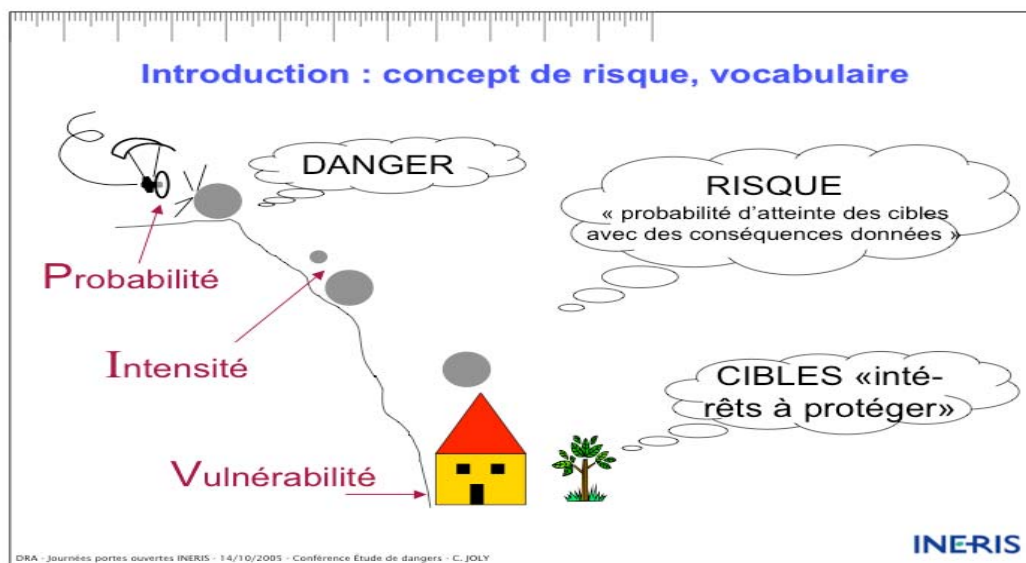 Introduction : concept de risque, vocabulaire
DANGER
RISQUE
« probabilité d'atteinte des cibles
avec des conséquences données »
Probabilité
Intensité
CIBLES «inté-
rêts à protéger»
Vulnérabilité
DRA - Journées portes ouvertes INERIS - 14/10/2005 - Conférence Étude de dangers - C. JOLY
INERIS